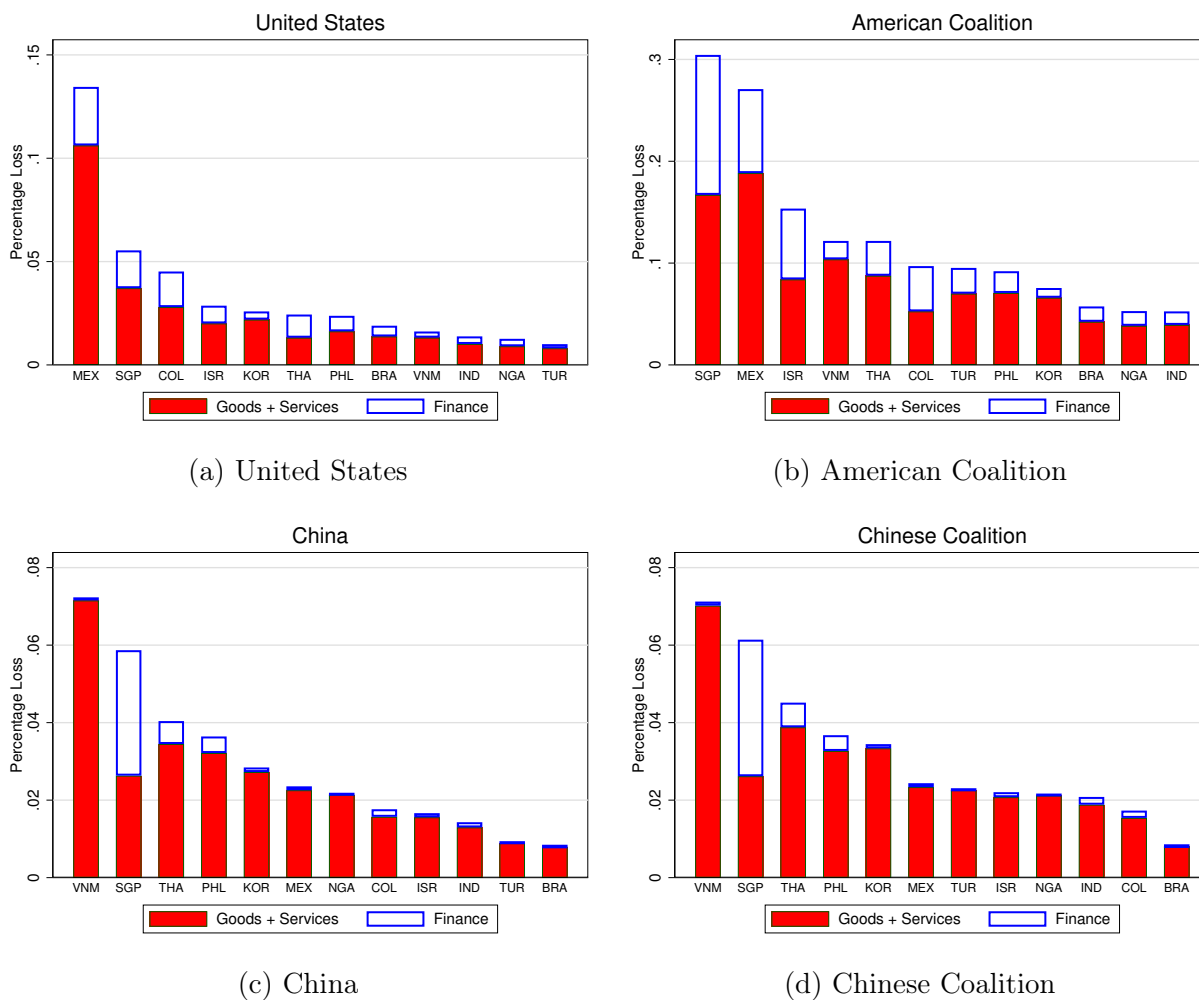 United States
Percentage Loss
.15
.1
.05
0
MEX SGP COL ISR KOR THA PHL BRA VNM IND NGA TUR
Goods + Services Finance
(a) United States
American Coalition
Percentage Loss
.3
.2
.1
0
SGP MEX ISR VNM THA COL TUR PHL KOR BRA NGA IND
Goods + Services Finance
(b) American Coalition
China
Percentage Loss
.08
.06
.04
.02
0
VNM SGP THA PHL KOR MEX NGA COL ISR IND TUR BRA
Goods + Services Finance
(c) China
Chinese Coalition
Percentage Loss
.08
.06
.04
.02
0
VNM SGP THA PHL KOR MEX TUR ISR NGA IND COL BRA
Goods + Services Finance
(d) Chinese Coalition